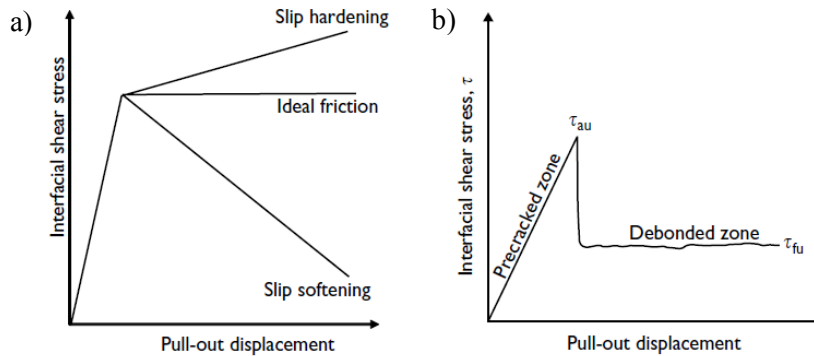 a)
Slip hardening
Ideal friction
Slip softening
Interfacial shear stress
Pull-out displacement
b)
τau
Precracked zone
Debonded zone
τfu
Interfacial shear stress, τ
Pull-out displacement